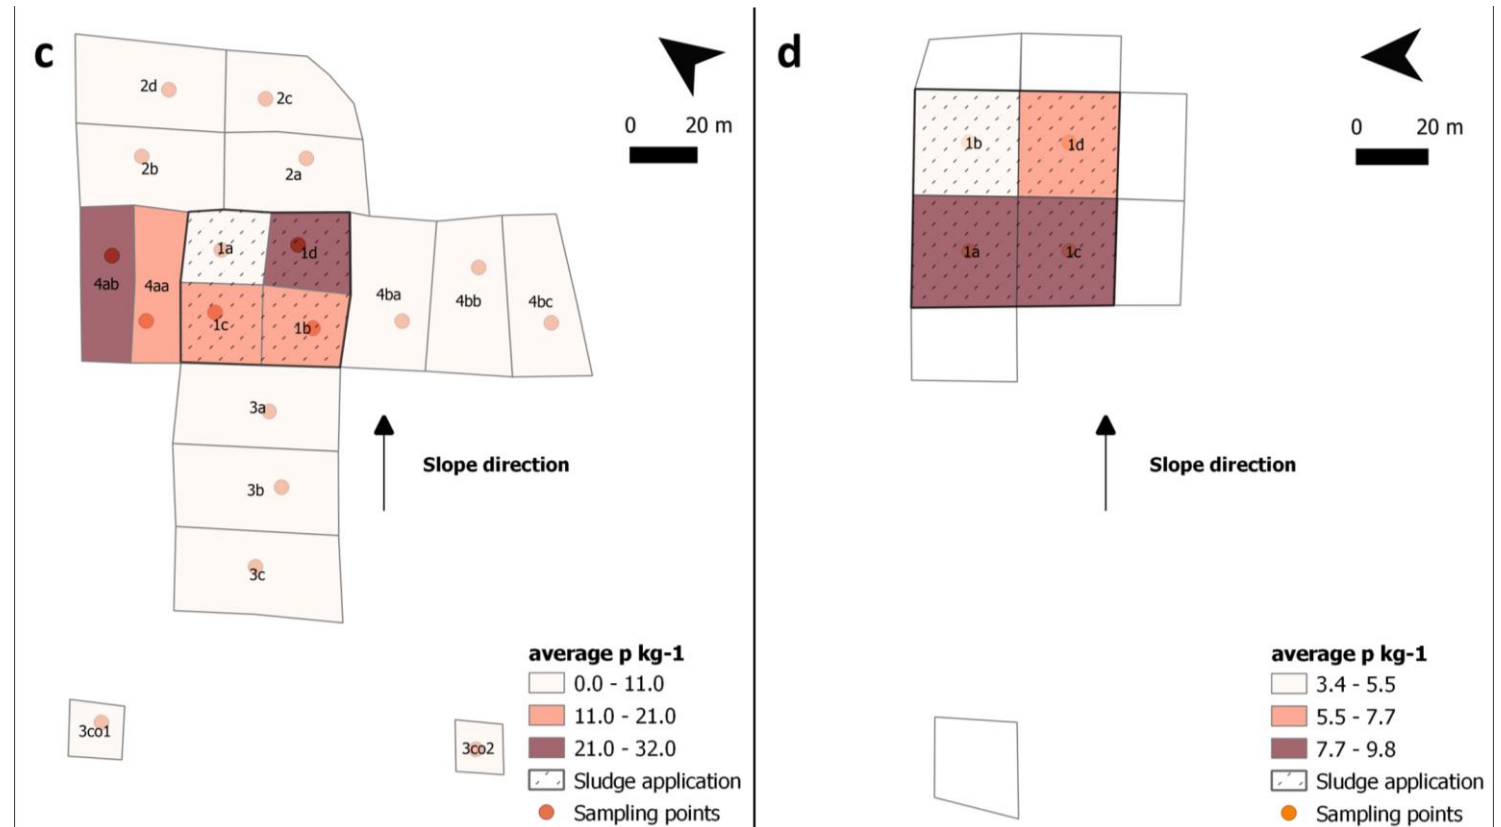 c
0 20 m
2d
2c
2b
2a
1a
1d
4ab
4aa
4ba
4bb
4bc
1c
1b
3a
Slope direction
3b
3c
3co1
3co2
average p kg-1
0.0 - 11.0
11.0 - 21.0
21.0 - 32.0
Sludge application
Sampling points
d
0 20 m
1b
1d
1a
1c
Slope direction
average p kg-1
3.4 - 5.5
5.5 - 7.7
7.7 - 9.8
Sludge application
Sampling points